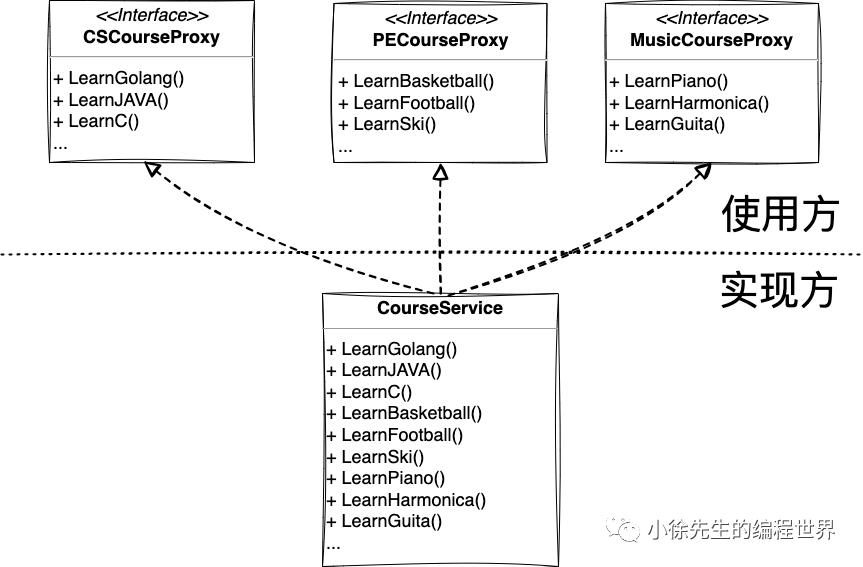 <<Interface>>
CSCourseProxy
+ LearnGolang()
+ LearnJAVA()
+ LearnC()
...
<<Interface>>
PECourseProxy
+ LearnBasketball()
+ LearnFootball()
+ LearnSki()
...
<<Interface>>
MusicCourseProxy
+ LearnPiano()
+ LearnHarmonica()
+ LearnGuita()
...
使用方
实现方
CourseService
+ LearnGolang()
+ LearnJAVA()
+ LearnC()
+ LearnBasketball()
+ LearnFootball()
+ LearnSki()
+ LearnPiano()
+ LearnHarmonica()
+ LearnGuita()
...
小徐先生的编程世界